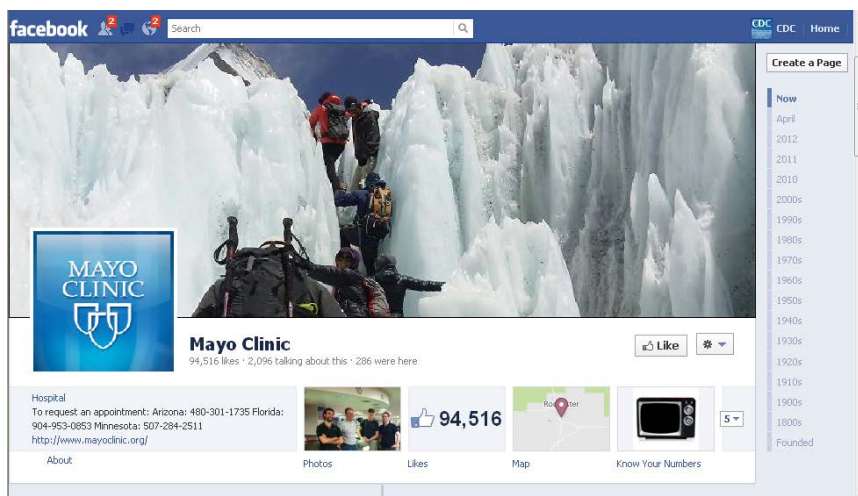 facebook
2
2
Search
CDC
CDC
Home
Create a Page
Now
April
2012
2011
2010
2000s
1990s
1980s
1970s
1960s
1950s
1940s
1930s
1920s
1910s
1900s
1800s
Founded
MAYO
CLINIC
Mayo Clinic
94,516 likes · 2,096 talking about this · 286 were here
Like
Hospital
To request an appointment: Arizona: 480-301-1735 Florida:
904-953-0853 Minnesota: 507-284-2511
http://www.mayoclinic.org/
About
Photos
94,516
Likes
Map
Know Your Numbers
5